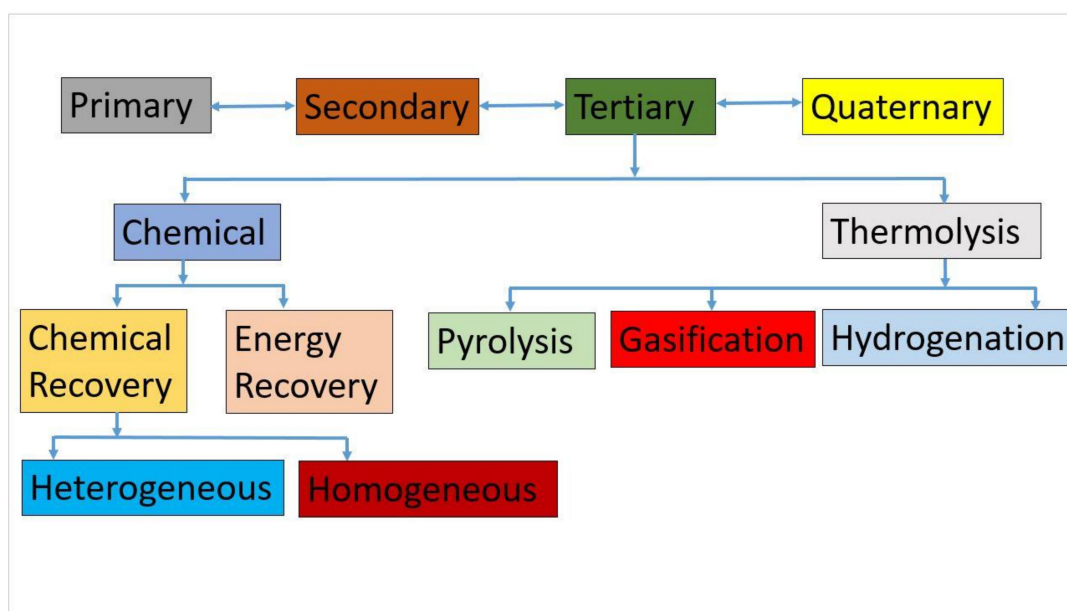 Primary
Secondary
Tertiary
Quaternary
Chemical
Thermolysis
Chemical
Recovery
Energy
Recovery
Pyrolysis
Gasification
Hydrogenation
Heterogeneous
Homogeneous